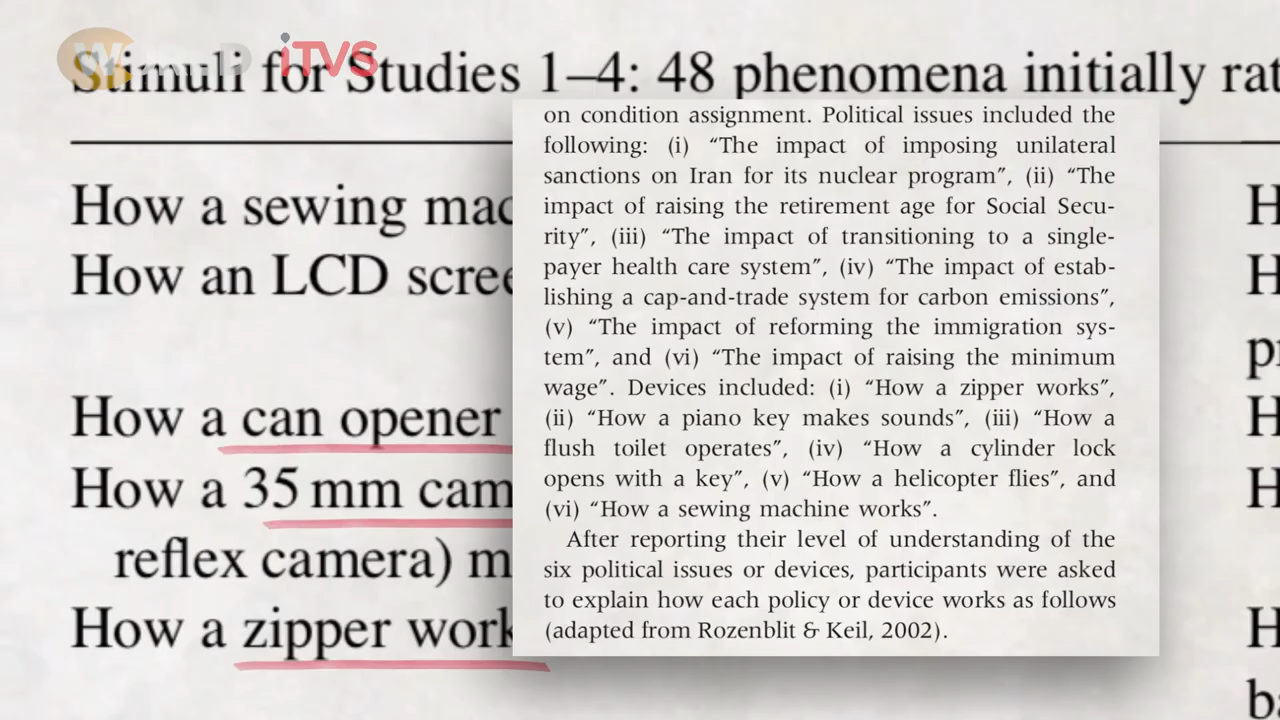 iTVS
Stimuli for Studies 1–4: 48 phenomena initially rat
How a sewing mac
How an LCD scree
How a can opener
How a 35 mm cam
reflex camera) m
How a zipper work
on condition assignment. Political issues included the
following: (i) “The impact of imposing unilateral
sanctions on Iran for its nuclear program”, (ii) “The
impact of raising the retirement age for Social Secu-
rity”, (iii) “The impact of transitioning to a single-
payer health care system”, (iv) “The impact of estab-
lishing a cap-and-trade system for carbon emissions”,
(v) “The impact of reforming the immigration sys-
tem”, and (vi) “The impact of raising the minimum
wage”. Devices included: (i) “How a zipper works”,
(ii) “How a piano key makes sounds”, (iii) “How a
flush toilet operates”, (iv) “How a cylinder lock
opens with a key”, (v) “How a helicopter flies”, and
(vi) “How a sewing machine works”.
After reporting their level of understanding of the
six political issues or devices, participants were asked
to explain how each policy or device works as follows
(adapted from Rozenblit & Keil, 2002).
H
H
pr
H
H
H
ba